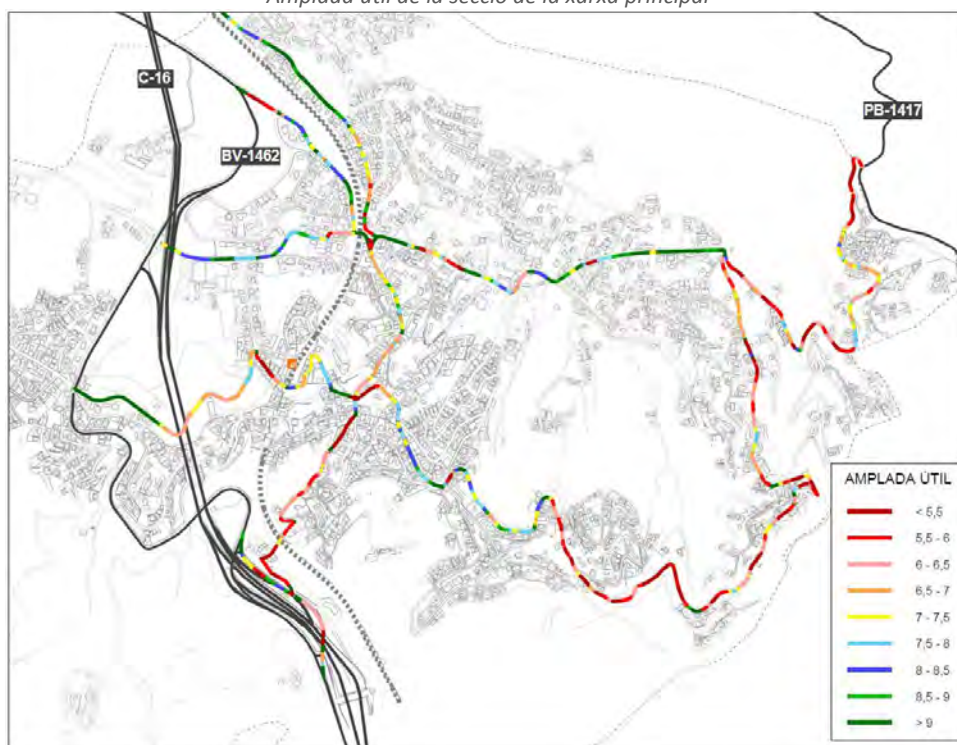 Amplada útil de la secció de la xarxa principal
C-16
PB-1417
BV-1462
AMPLADA ÚTIL
< 5,5
5,5 - 6
6 - 6,5
6,5 - 7
7 - 7,5
7,5 - 8
8 - 8,5
8,5 - 9
> 9